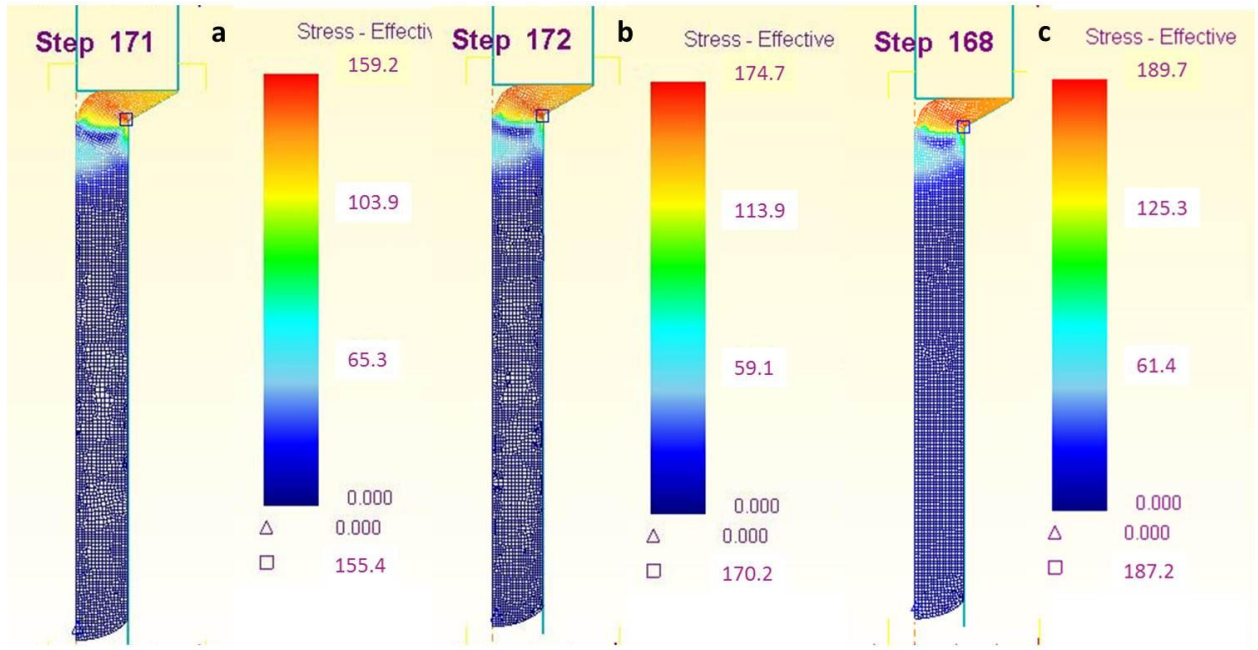 Step 171
a
Stress - Effectiv
159.2
103.9
65.3
0.000
0.000
155.4
Step 172
b
Stress - Effective
174.7
113.9
59.1
0.000
0.000
170.2
Step 168
c
Stress - Effective
189.7
125.3
61.4
0.000
0.000
187.2